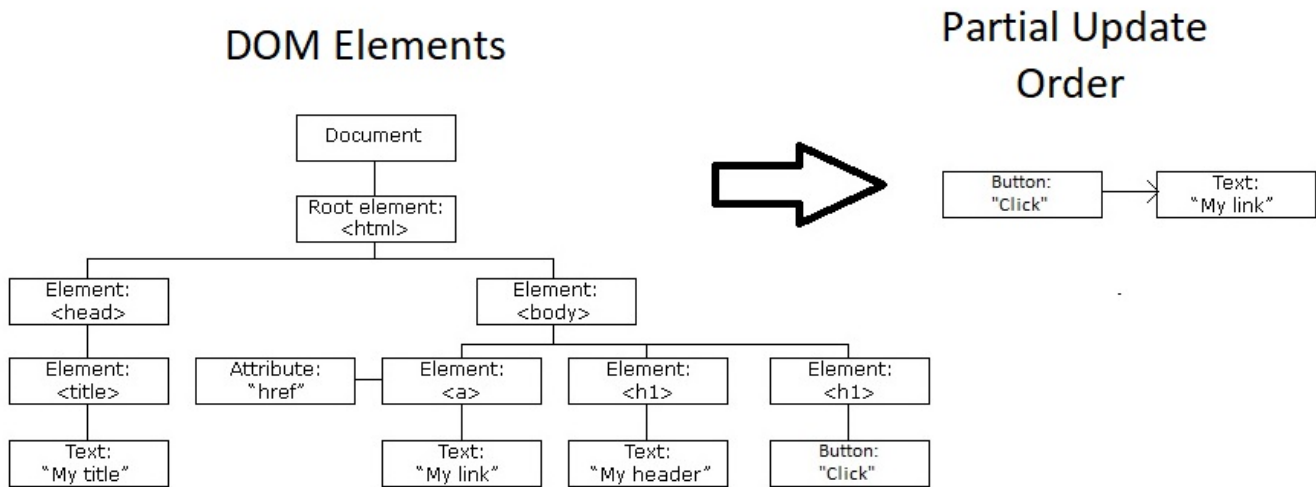 DOM Elements
Partial Update
Order
Document
Root element:
<html>
Button:
"Click"
Text:
“My link”
Element:
<head>
Element:
<body>
Element:
<title>
Attribute:
“href”
Element:
<a>
Element:
<h1>
Element:
<h1>
Text:
“My title”
Text:
“My link”
Text:
“My header”
Button:
"Click"